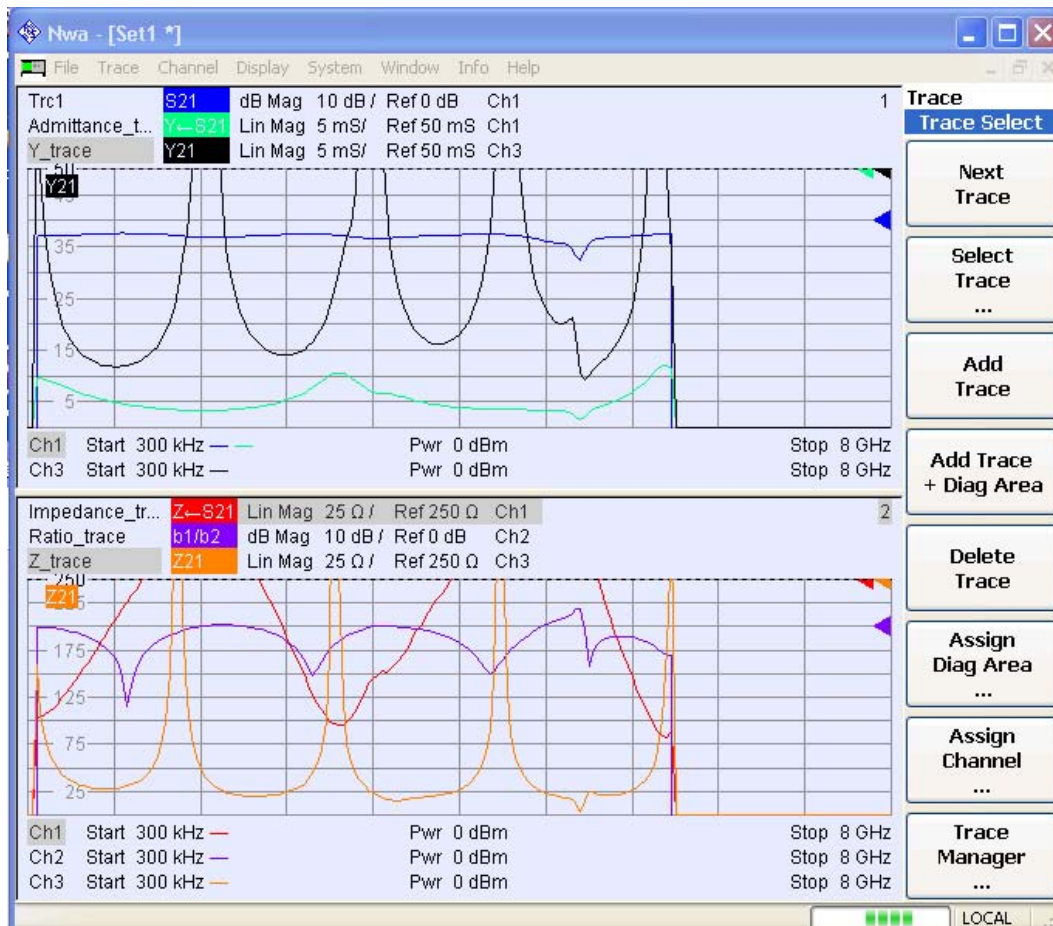 Nwa - [Set1 *]
File Trace Channel Display System Window Info Help
Trc1 S21 dB Mag 10 dB / Ref 0 dB Ch1 1
Admittance_t... Y←S21 Lin Mag 5 mS/ Ref 50 mS Ch1
Y_trace Y21 Lin Mag 5 mS/ Ref 50 mS Ch3
50
Y21
45
35
25
15
5
Ch1 Start 300 kHz Pwr 0 dBm Stop 8 GHz
Ch3 Start 300 kHz Pwr 0 dBm Stop 8 GHz
Impedance_tr... Z←S21 Lin Mag 25 Ω / Ref 250 Ω Ch1 2
Ratio_trace b1/b2 dB Mag 10 dB / Ref 0 dB Ch2
Z_trace Z21 Lin Mag 25 Ω / Ref 250 Ω Ch3
250
Z21
175
125
75
25
Ch1 Start 300 kHz Pwr 0 dBm Stop 8 GHz
Ch2 Start 300 kHz Pwr 0 dBm Stop 8 GHz
Ch3 Start 300 kHz Pwr 0 dBm Stop 8 GHz
Trace
Trace Select
Next
Trace
Select
Trace
...
Add
Trace
Add Trace
+ Diag Area
Delete
Trace
Assign
Diag Area
...
Assign
Channel
...
Trace
Manager
...
LOCAL